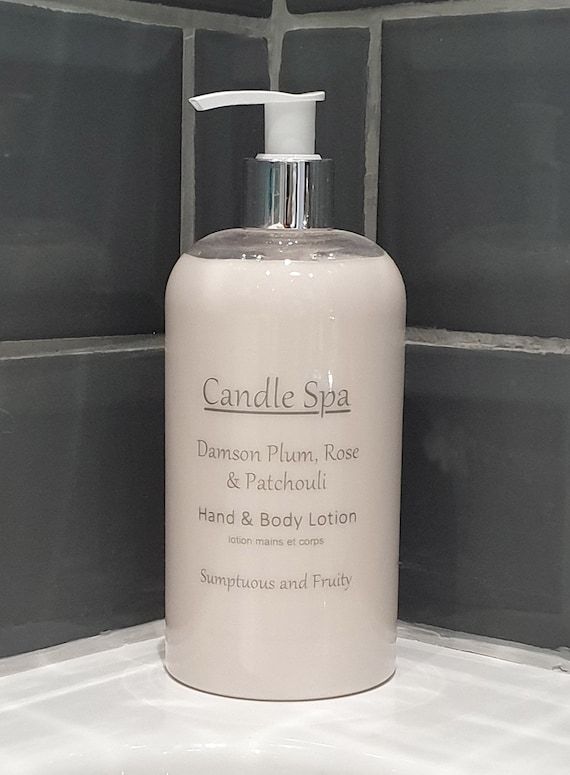 Candle Spa
Damson Plum, Rose
& Patchouli
Hand & Body Lotion
lotion mains et corps
Sumptuous and Fruity